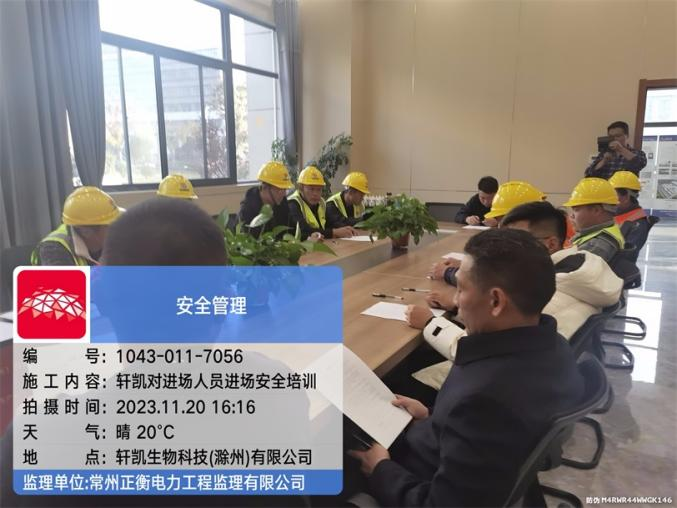 安全管理
编 号：1043-011-7056
施工内容：轩凯对进场人员进场安全培训
拍摄时间：2023.11.20 16:16
天 气：晴 20°C
地 点：轩凯生物科技(滁州)有限公司
监理单位:常州正衡电力工程监理有限公司
防伪 M4RWR44WWGK146